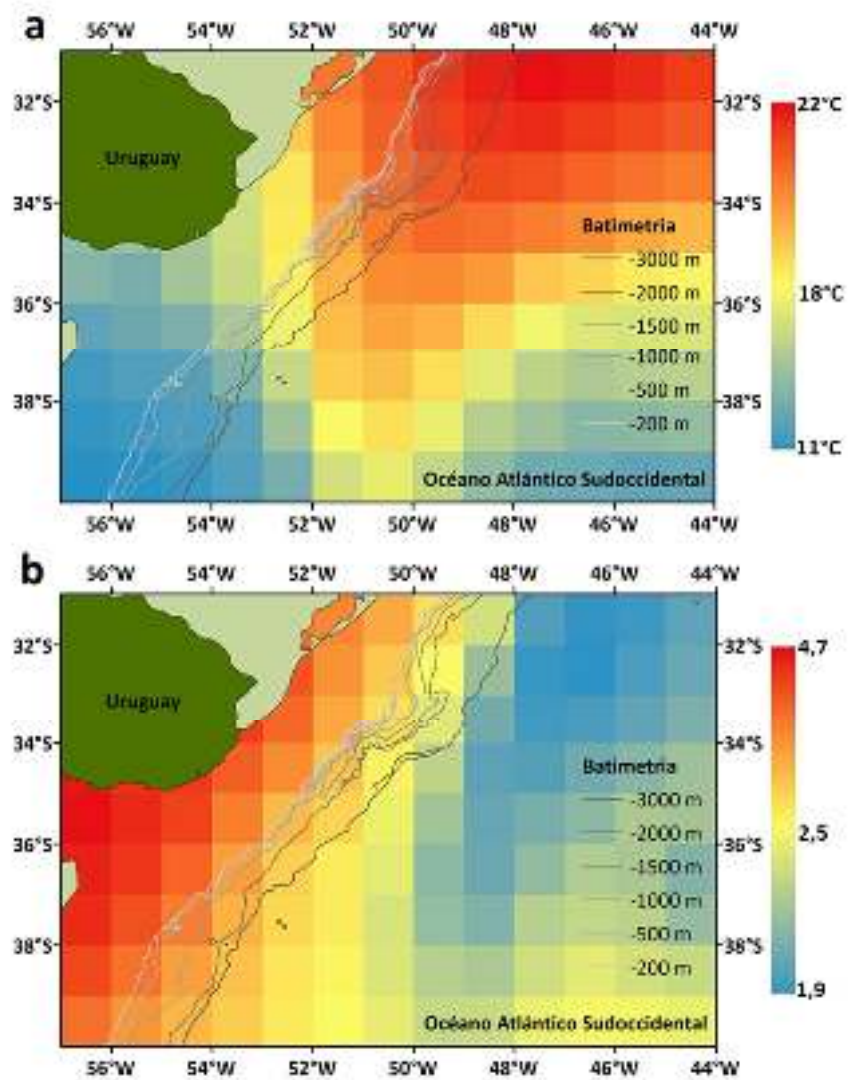 a
56°W 54°W 52°W 50°W 48°W 46°W 44°W
32°S 32°S 22°C
Uruguay
34°S 34°S
Batimetria
-3000 m
-2000 m
36°S 36°S 18°C
-1500 m
-1000 m
-500 m
38°S 38°S
-200 m
11°C
Océano Atlántico Sudoccidental
56°W 54°W 52°W 50°W 48°W 46°W 44°W
b
56°W 54°W 52°W 50°W 48°W 46°W 44°W
32°S 32°S 4,7
Uruguay
34°S 34°S
Batimetria
-3000 m
-2000 m
2,5
36°S 36°S
-1500 m
-1000 m
-500 m
38°S 38°S
-200 m
1,9
Océano Atlántico Sudoccidental
56°W 54°W 52°W 50°W 48°W 46°W 44°W